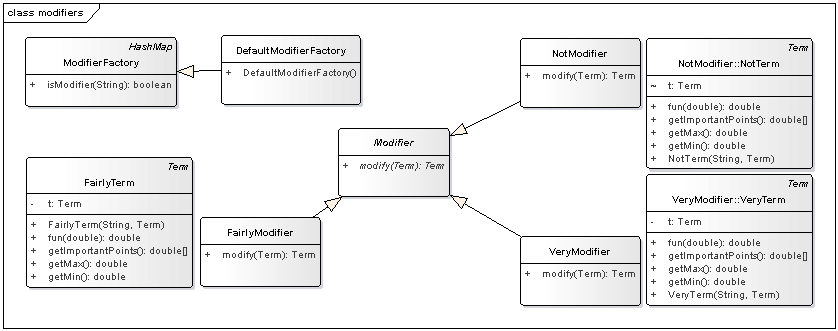 class modifiers
HashMap
ModifierFactory
+ isModifier(String): boolean
DefaultModifierFactory
+ DefaultModifierFactory()
NotModifier
+ modify(Term): Term
Term
NotModifier::NotTerm
~ t: Term
+ fun(double): double
+ getImportantPoints(): double[]
+ getMax(): double
+ getMin(): double
+ NotTerm(String, Term)
Modifier
+ modify(Term): Term
Term
FairlyTerm
- t: Term
+ FairlyTerm(String, Term)
+ fun(double): double
+ getImportantPoints(): double[]
+ getMax(): double
+ getMin(): double
FairlyModifier
+ modify(Term): Term
VeryModifier
+ modify(Term): Term
Term
VeryModifier::VeryTerm
- t: Term
+ fun(double): double
+ getImportantPoints(): double[]
+ getMax(): double
+ getMin(): double
+ VeryTerm(String, Term)